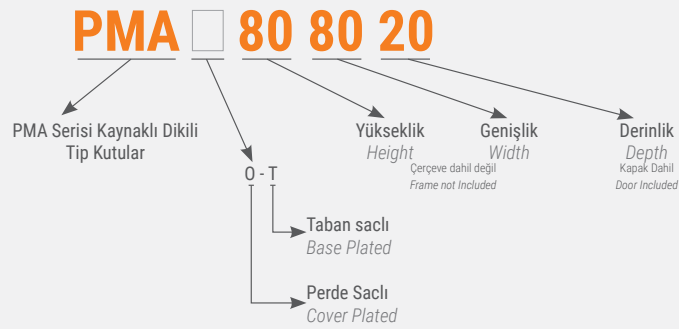 PMA 80 80 20
PMA Serisi Kaynaklı Dikili
Tip Kutular
Yükseklik
Height
Genişlik
Width
Çerçeve dahil değil
Frame not Included
Derinlik
Depth
Kapak Dahil
Door Included
0 - T
Taban saclı
Base Plated
Perde Saclı
Cover Plated